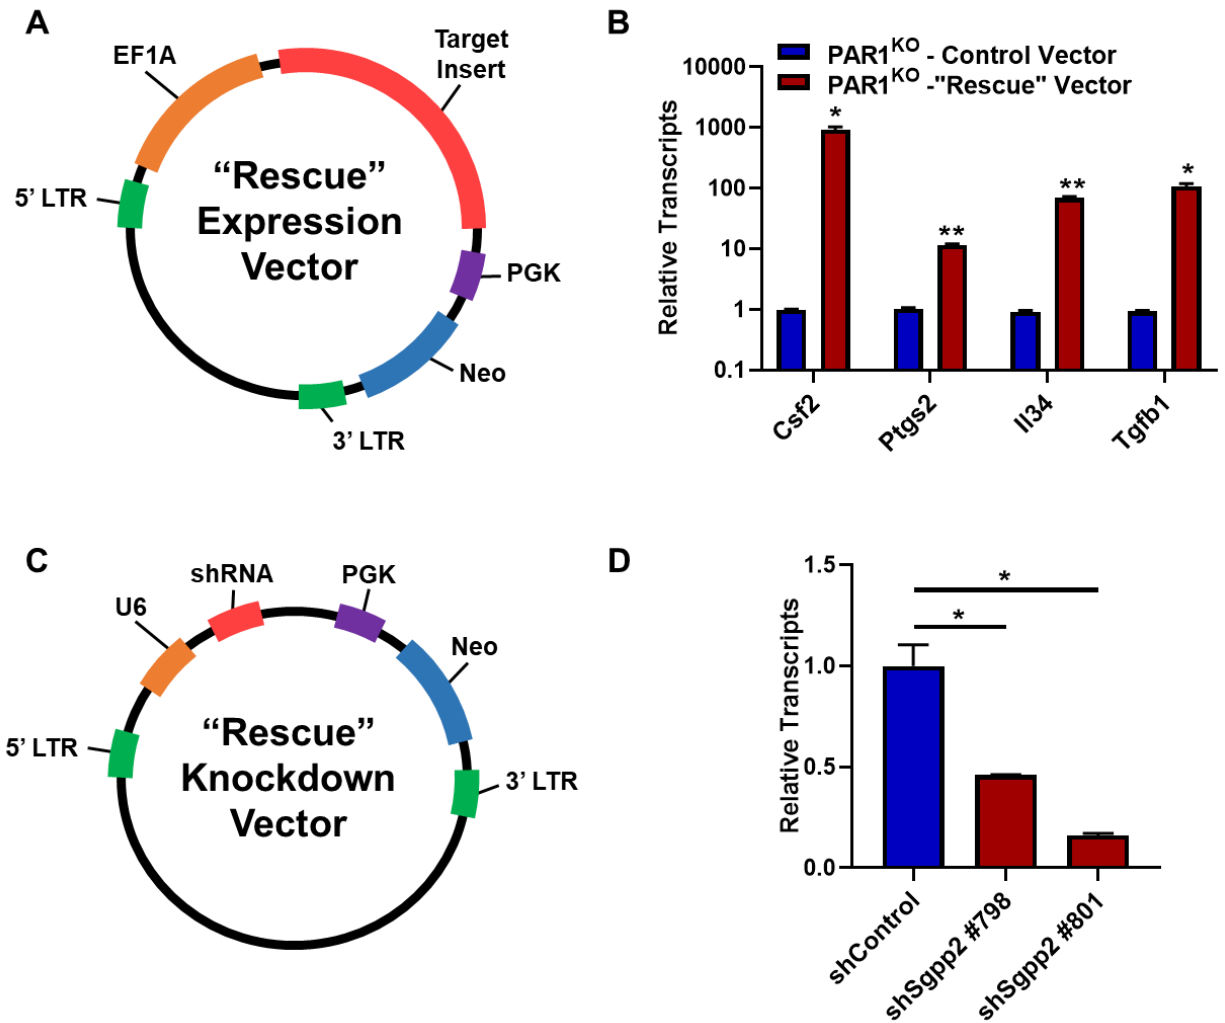 A
EF1A
Target
Insert
5’ LTR
“Rescue”
Expression
Vector
PGK
Neo
3’ LTR
B
PAR1KO - Control Vector
PAR1KO -"Rescue" Vector
Relative Transcripts
10000
1000
100
10
1
0.1
*
**
**
*
Csf2
Ptgs2
Il34
Tgfb1
C
shRNA
PGK
U6
Neo
5’ LTR
“Rescue”
Knockdown
Vector
3’ LTR
D
Relative Transcripts
1.5
1.0
0.5
0.0
*
*
shControl
shSgpp2 #798
shSgpp2 #801